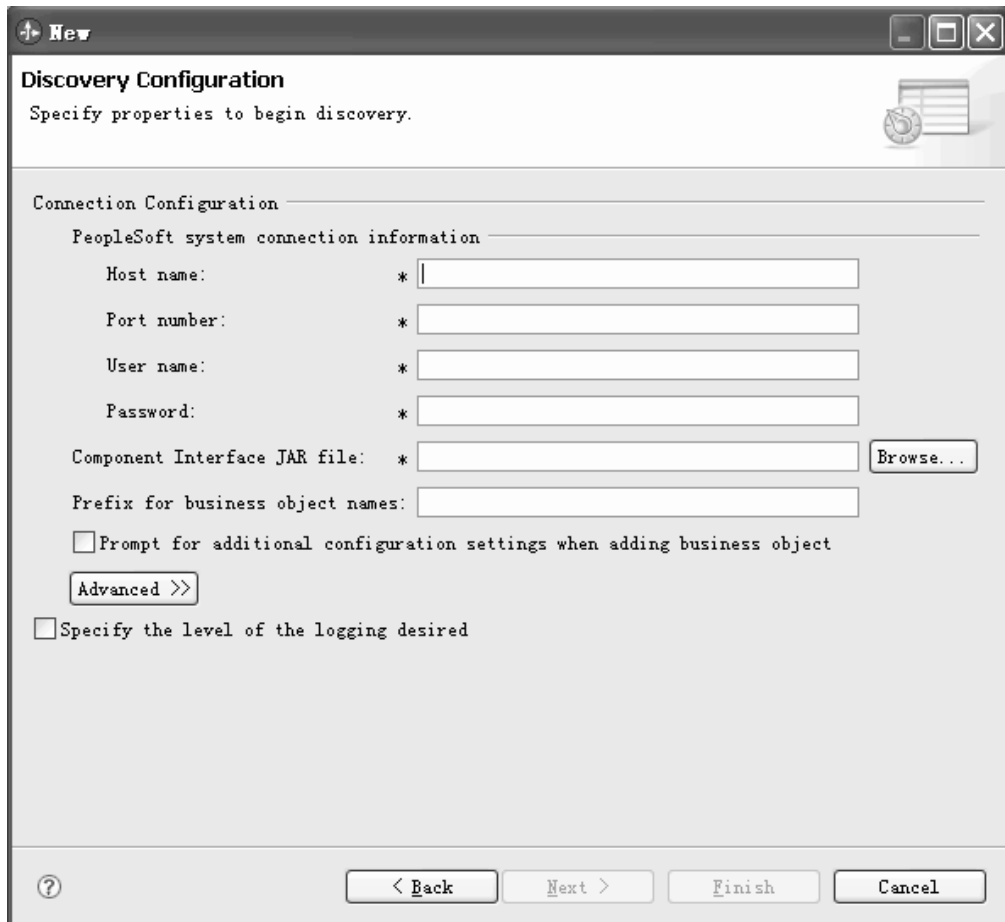 New
Discovery Configuration
Specify properties to begin discovery.
Connection Configuration
PeopleSoft system connection information
Host name: *
Port number: *
User name: *
Password: *
Component Interface JAR file: * Browse...
Prefix for business object names:
Prompt for additional configuration settings when adding business object
Advanced >>
Specify the level of the logging desired
? < Back Next > Finish Cancel